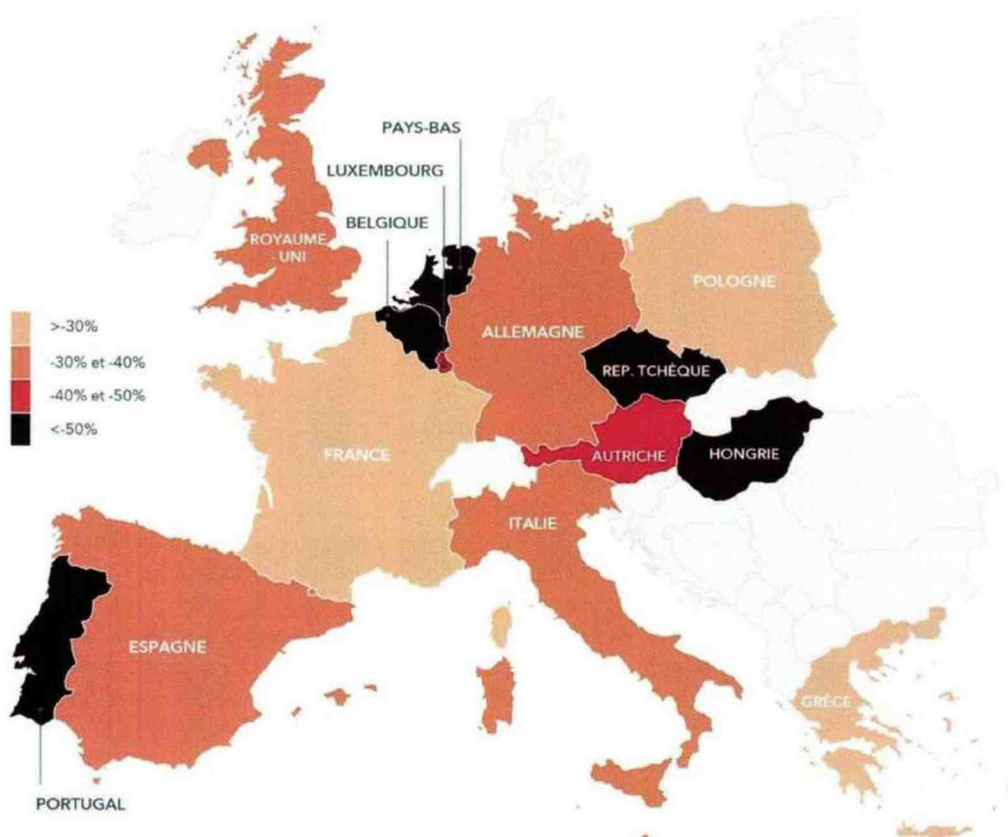 PAYS-BAS
LUXEMBOURG
BELGIQUE
ROYAUME
- UNI
POLOGNE
ALLEMAGNE
>-30%
-30% et -40%
-40% et -50%
<-50%
REP. TCHÈQUE
FRANCE
AUTRICHE
HONGRIE
ITALIE
ESPAGNE
GRÈCE
PORTUGAL